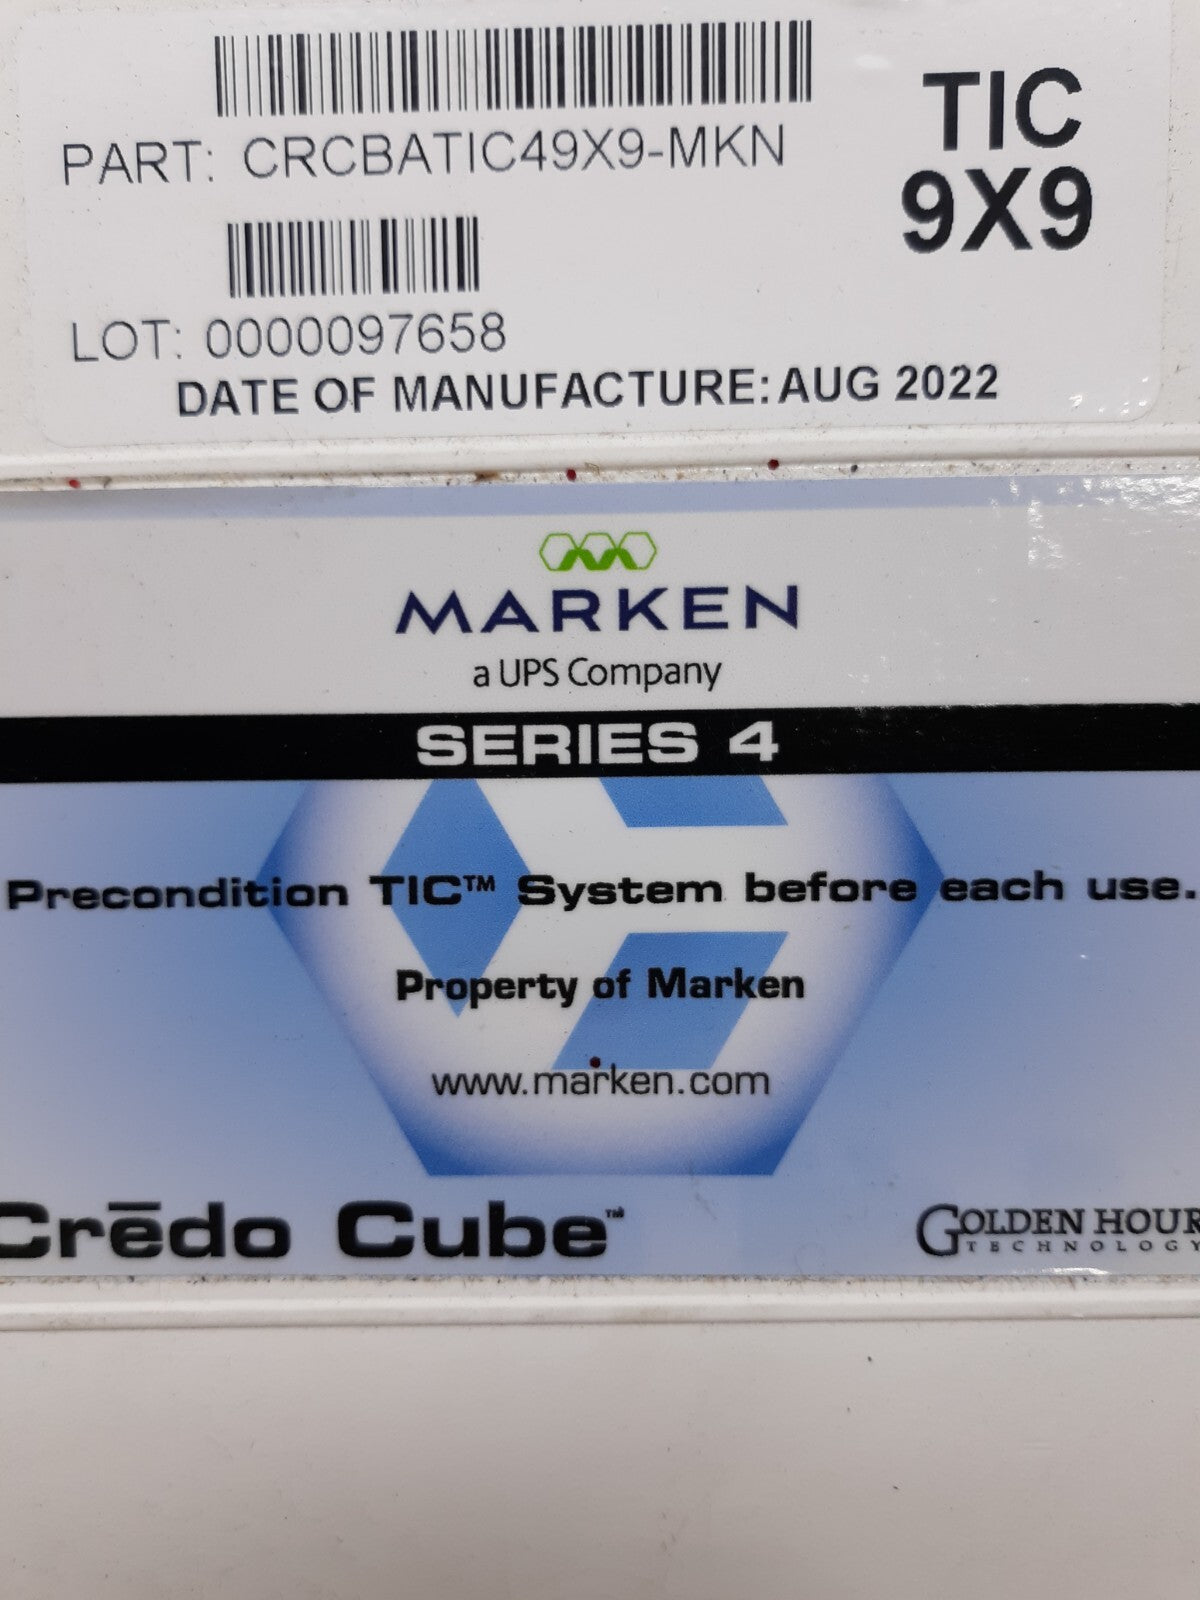 PART: CRCBATIC49X9-MKN
TIC
9X9
LOT: 0000097658
DATE OF MANUFACTURE: AUG 2022
MARKEN
a UPS Company
SERIES 4
Precondition TIC™ System before each use.
Property of Marken
www.marken.com
Crēdo Cube™
GOLDEN HOUR
TECHNOLOGY